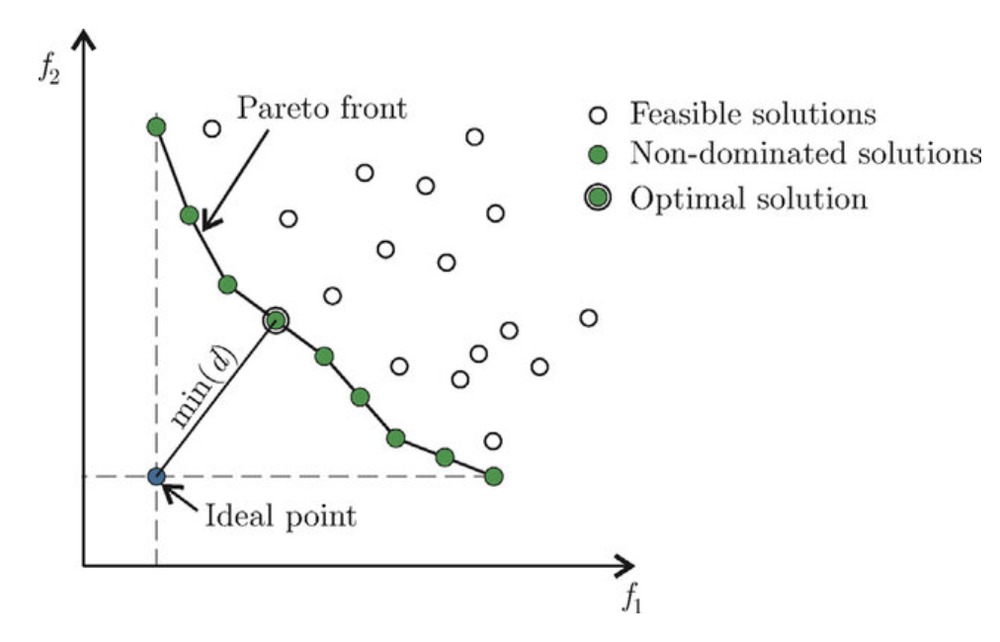 f2
Pareto front
Feasible solutions
Non-dominated solutions
Optimal solution
min(d)
Ideal point
f1